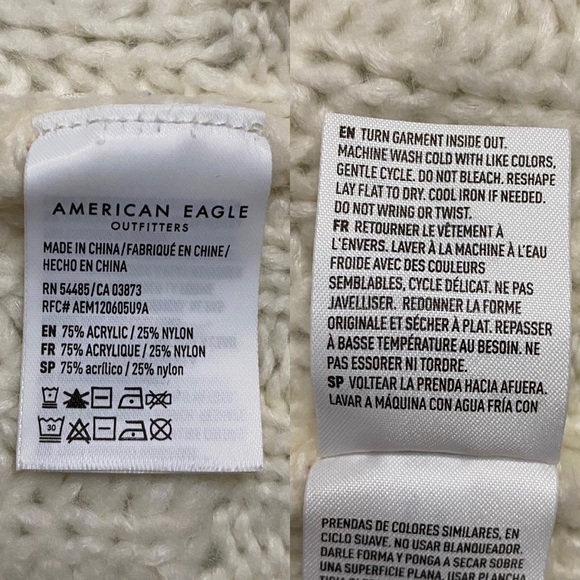 AMERICAN EAGLE
OUTFITTERS
MADE IN CHINA/FABRIQUÉ EN CHINE/
HECHO EN CHINA
RN 54485/CA 03873
RFC# AEM120605U9A
EN 75% ACRYLIC / 25% NYLON
FR 75% ACRYLIQUE / 25% NYLON
SP 75% acrílico / 25% nylon
30
EN TURN GARMENT INSIDE OUT.
MACHINE WASH COLD WITH LIKE COLORS,
GENTLE CYCLE. DO NOT BLEACH. RESHAPE
LAY FLAT TO DRY. COOL IRON IF NEEDED.
DO NOT WRING OR TWIST.
FR RETOURNER LE VÊTEMENT À
L'ENVERS. LAVER À LA MACHINE À L'EAU
FROIDE AVEC DES COULEURS
SEMBLABLES, CYCLE DÉLICAT. NE PAS
JAVELLISER. REDONNER LA FORME
ORIGINALE ET SÉCHER À PLAT. REPASSER
À BASSE TEMPÉRATURE AU BESOIN. NE
PAS ESSORER NI TORDRE.
SP VOLTEAR LA PRENDA HACIA AFUERA.
LAVAR A MÁQUINA CON AGUA FRÍA CON
PRENDAS DE COLORES SIMILARES, EN
CICLO SUAVE. NO USAR BLANQUEADOR.
DARLE FORMA Y PONGA A SECAR SOBRE
UNA SUPERFICIE PLANA. USAR PLANCHA